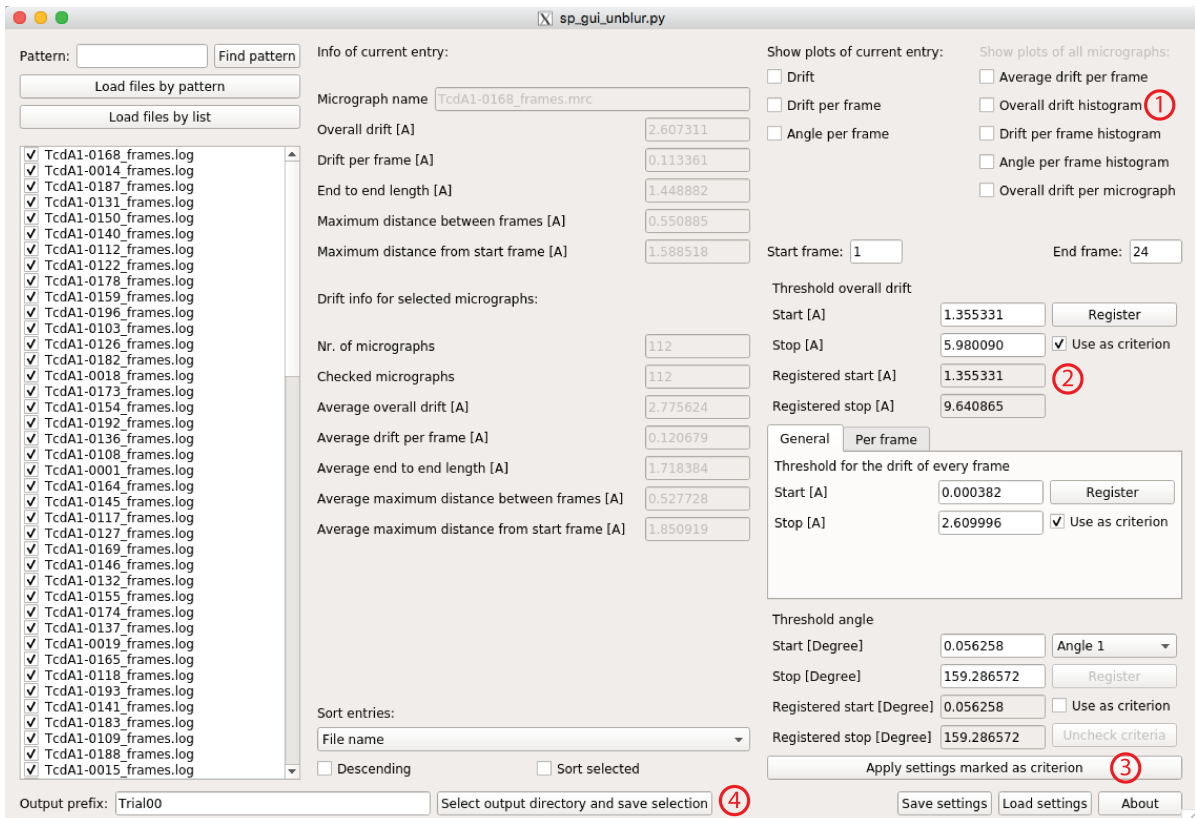 sp_gui_unblur.py
Pattern:
Find pattern
Load files by pattern
Load files by list
TcdA1-0168_frames.log
TcdA1-0014_frames.log
TcdA1-0187_frames.log
TcdA1-0131_frames.log
TcdA1-0150_frames.log
TcdA1-0140_frames.log
TcdA1-0112_frames.log
TcdA1-0122_frames.log
TcdA1-0178_frames.log
TcdA1-0159_frames.log
TcdA1-0196_frames.log
TcdA1-0103_frames.log
TcdA1-0126_frames.log
TcdA1-0182_frames.log
TcdA1-0018_frames.log
TcdA1-0173_frames.log
TcdA1-0154_frames.log
TcdA1-0192_frames.log
TcdA1-0136_frames.log
TcdA1-0108_frames.log
TcdA1-0001_frames.log
TcdA1-0164_frames.log
TcdA1-0145_frames.log
TcdA1-0117_frames.log
TcdA1-0127_frames.log
TcdA1-0169_frames.log
TcdA1-0146_frames.log
TcdA1-0132_frames.log
TcdA1-0155_frames.log
TcdA1-0174_frames.log
TcdA1-0137_frames.log
TcdA1-0019_frames.log
TcdA1-0165_frames.log
TcdA1-0118_frames.log
TcdA1-0193_frames.log
TcdA1-0141_frames.log
TcdA1-0183_frames.log
TcdA1-0109_frames.log
TcdA1-0188_frames.log
TcdA1-0015_frames.log
Info of current entry:
Micrograph name TcdA1-0168_frames.mrc
Overall drift [A] 2.607311
Drift per frame [A] 0.113361
End to end length [A] 1.448882
Maximum distance between frames [A] 0.550885
Maximum distance from start frame [A] 1.588518
Drift info for selected micrographs:
Nr. of micrographs 112
Checked micrographs 112
Average overall drift [A] 2.775624
Average drift per frame [A] 0.120679
Average end to end length [A] 1.718384
Average maximum distance between frames [A] 0.527728
Average maximum distance from start frame [A] 1.850919
Sort entries:
File name
Descending Sort selected
Show plots of current entry:
Drift
Drift per frame
Angle per frame
Show plots of all micrographs:
Average drift per frame
Overall drift histogram 1
Drift per frame histogram
Angle per frame histogram
Overall drift per micrograph
Start frame: 1 End frame: 24
Threshold overall drift
Start [A] 1.355331 Register
Stop [A] 5.980090 Use as criterion
Registered start [A] 1.355331 2
Registered stop [A] 9.640865
General Per frame
Threshold for the drift of every frame
Start [A] 0.000382 Register
Stop [A] 2.609996 Use as criterion
Threshold angle
Start [Degree] 0.056258 Angle 1
Stop [Degree] 159.286572 Register
Registered start [Degree] 0.056258 Use as criterion
Registered stop [Degree] 159.286572 Uncheck criteria
Apply settings marked as criterion 3
Output prefix: Trial00 Select output directory and save selection 4 Save settings Load settings About